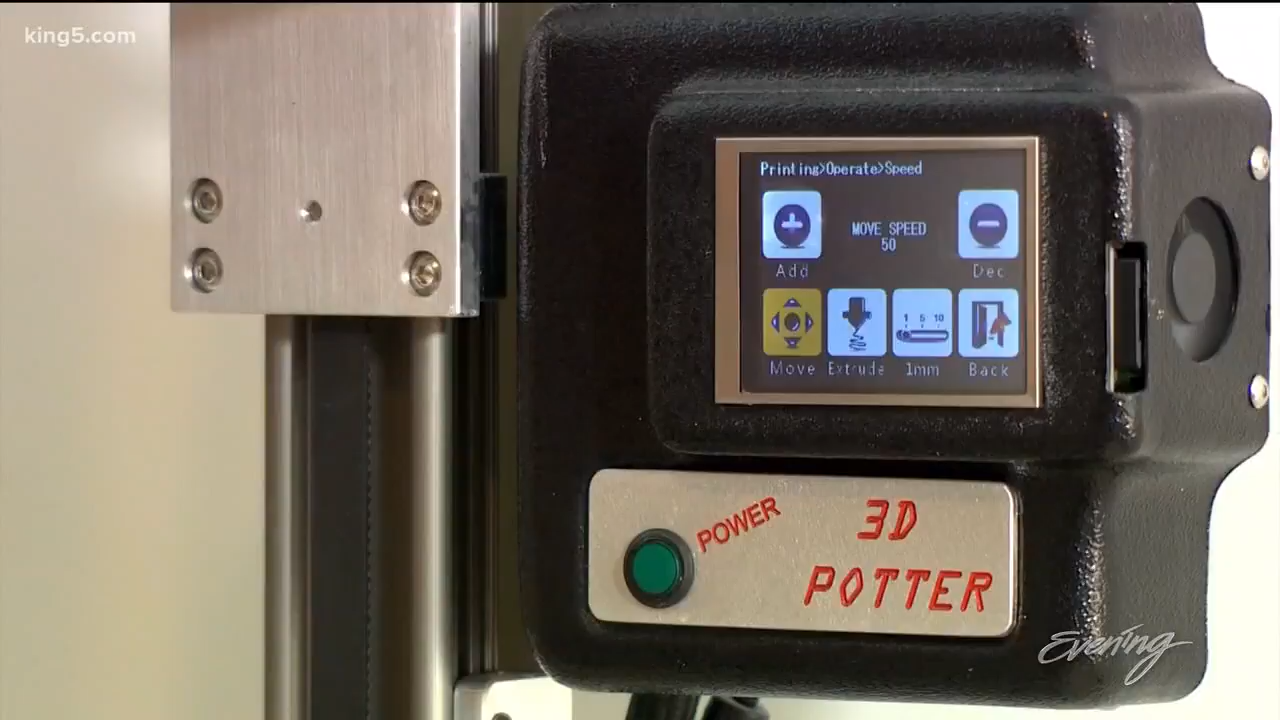 king5.com
Printing>Operate>Speed
MOVE SPEED
50
Add
Dec
1 5 10
Move Extrude 1mm Back
POWER
3D
POTTER
Evening